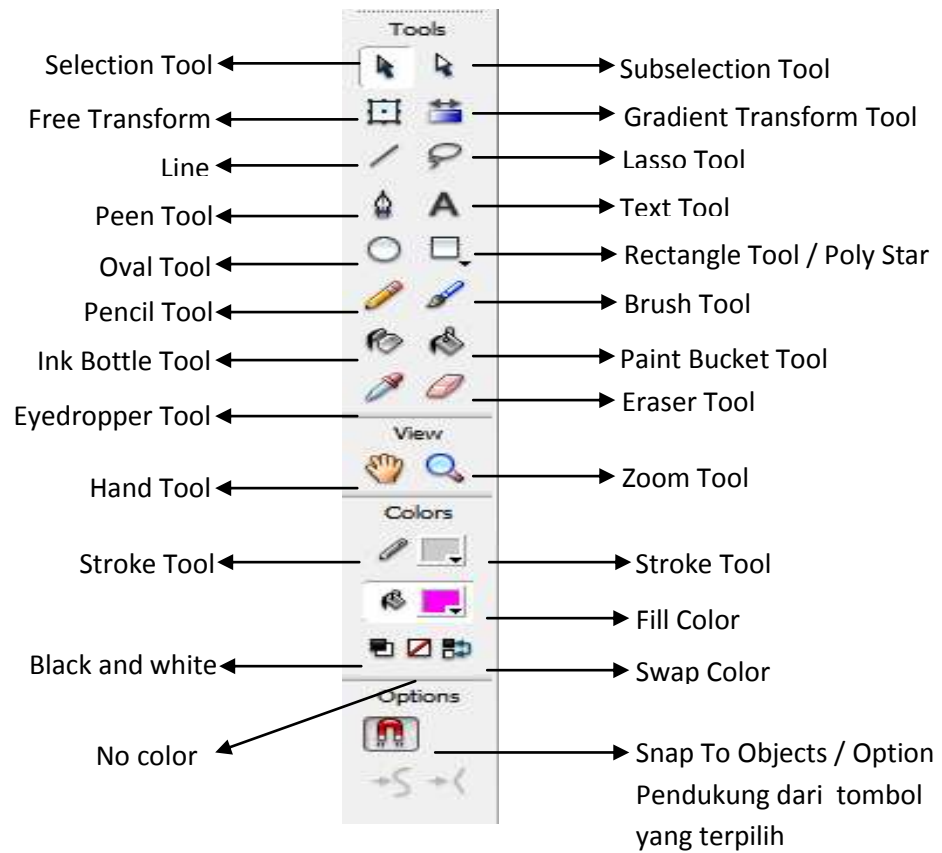 Tools
Selection Tool
Subselection Tool
Free Transform
Gradient Transform Tool
Line
Lasso Tool
Peen Tool
Text Tool
Oval Tool
Rectangle Tool / Poly Star
Pencil Tool
Brush Tool
Ink Bottle Tool
Paint Bucket Tool
Eyedropper Tool
Eraser Tool
View
Hand Tool
Zoom Tool
Colors
Stroke Tool
Stroke Tool
Fill Color
Black and white
Swap Color
Options
No color
Snap To Objects / Option
Pendukung dari tombol
yang terpilih